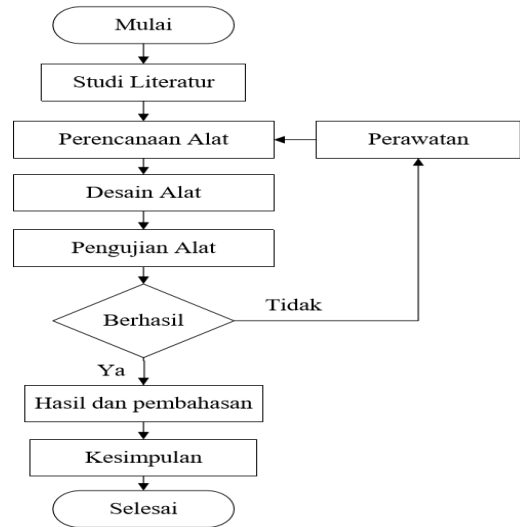 Mulai
Studi Literatur
Perencanaan Alat
Perawatan
Desain Alat
Pengujian Alat
Berhasil
Tidak
Ya
Hasil dan pembahasan
Kesimpulan
Selesai